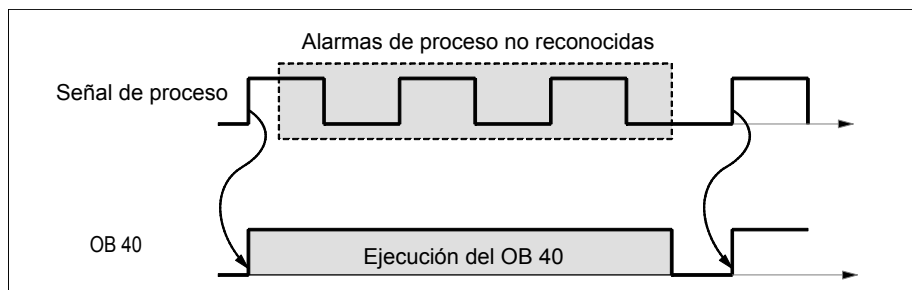 Alarmas de proceso no reconocidas
Señal de proceso
OB 40
Ejecución del OB 40